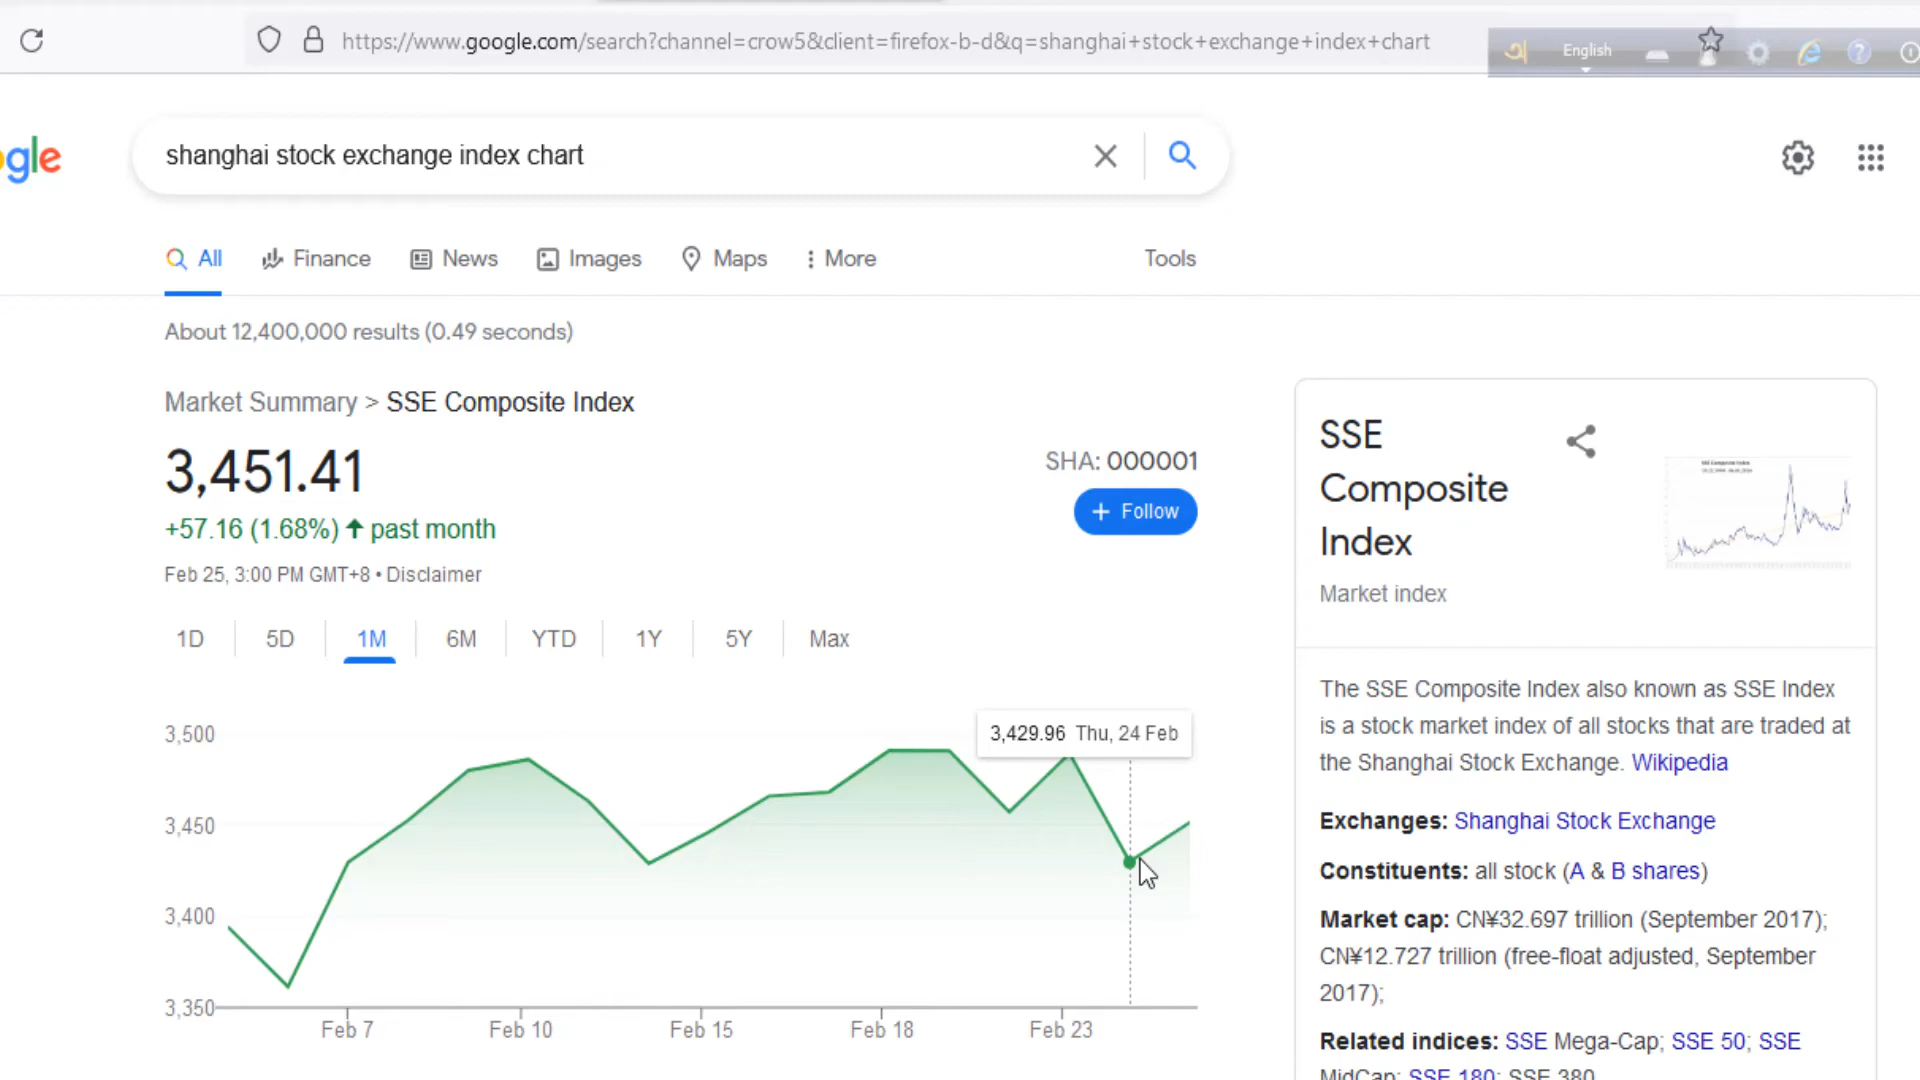 https://www.google.com/search?channel=crow5&client=firefox-b-d&q=shanghai+stock+exchange+index+chart
English
gle
shanghai stock exchange index chart
All
Finance
News
Images
Maps
More
Tools
About 12,400,000 results (0.49 seconds)
Market Summary > SSE Composite Index
3,451.41
SHA: 000001
+ Follow
+57.16 (1.68%) ↑ past month
Feb 25, 3:00 PM GMT+8 • Disclaimer
1D
5D
1M
6M
YTD
1Y
5Y
Max
3,429.96 Thu, 24 Feb
3,500
3,450
3,400
3,350
Feb 7
Feb 10
Feb 15
Feb 18
Feb 23
SSE
Composite
Index
Market index
The SSE Composite Index also known as SSE Index
is a stock market index of all stocks that are traded at
the Shanghai Stock Exchange. Wikipedia
Exchanges: Shanghai Stock Exchange
Constituents: all stock (A & B shares)
Market cap: CN¥32.697 trillion (September 2017);
CN¥12.727 trillion (free-float adjusted, September
2017);
Related indices: SSE Mega-Cap; SSE 50; SSE
MidCap; SSE 180; SSE 380